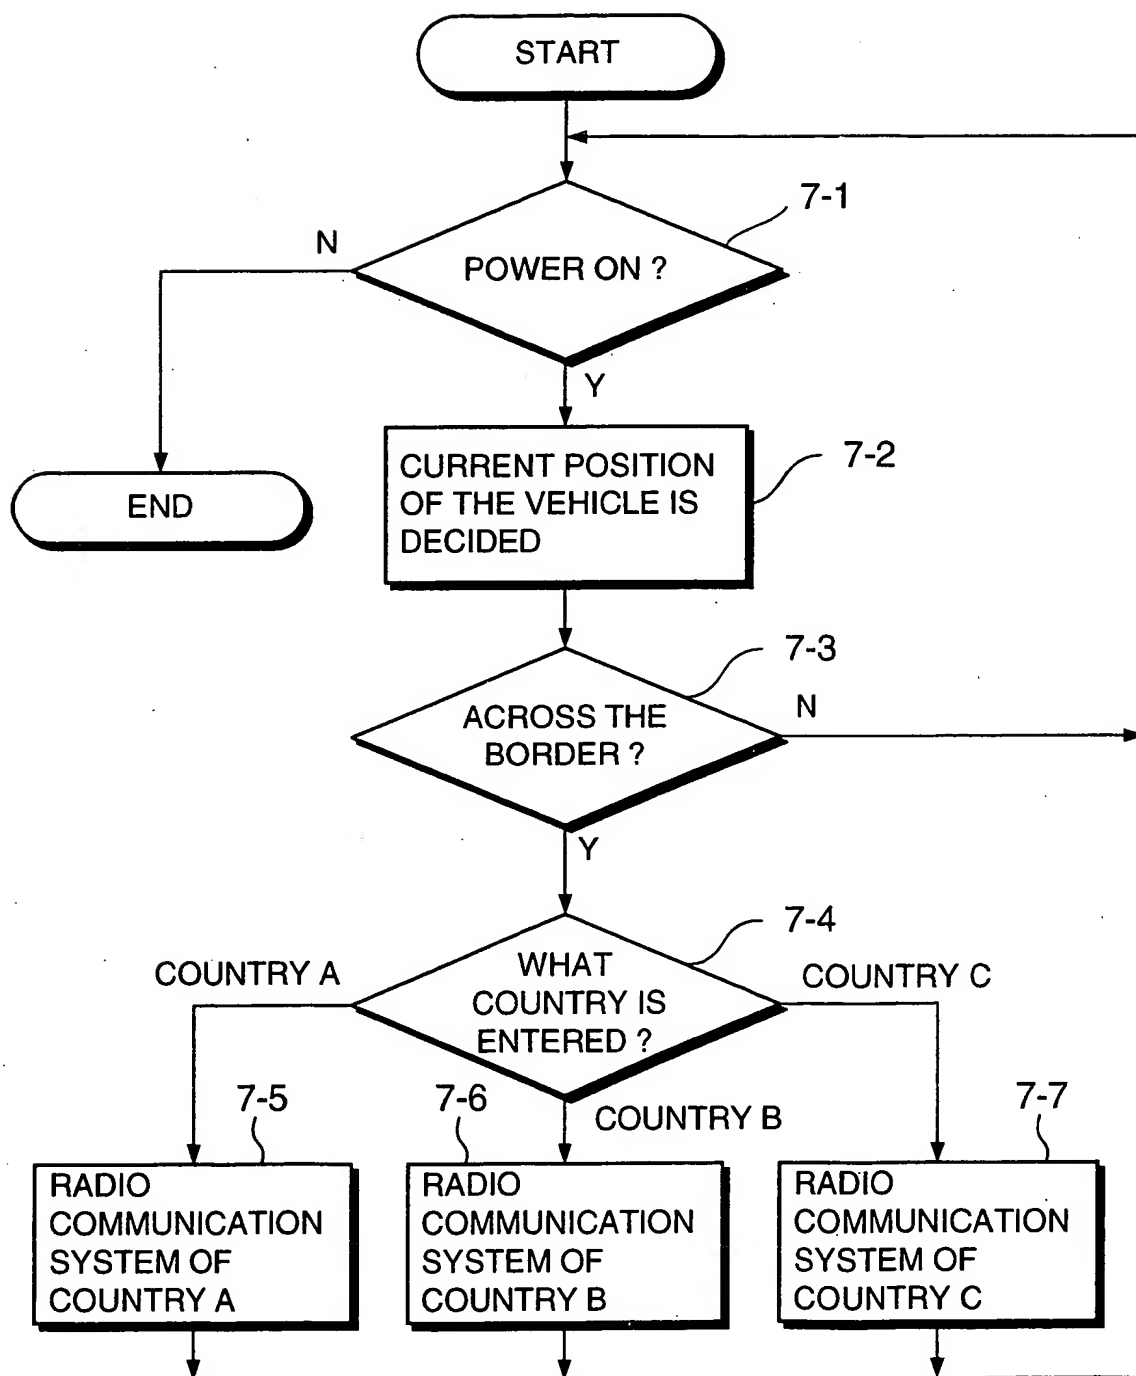 START
7-1
N
POWER ON ?
Y
7-2
CURRENT POSITION
OF THE VEHICLE IS
DECIDED
END
7-3
N
ACROSS THE
BORDER ?
Y
7-4
COUNTRY A
WHAT
COUNTRY IS
ENTERED ?
COUNTRY C
COUNTRY B
7-5
RADIO
COMMUNICATION
SYSTEM OF
COUNTRY A
7-6
RADIO
COMMUNICATION
SYSTEM OF
COUNTRY B
7-7
RADIO
COMMUNICATION
SYSTEM OF
COUNTRY C